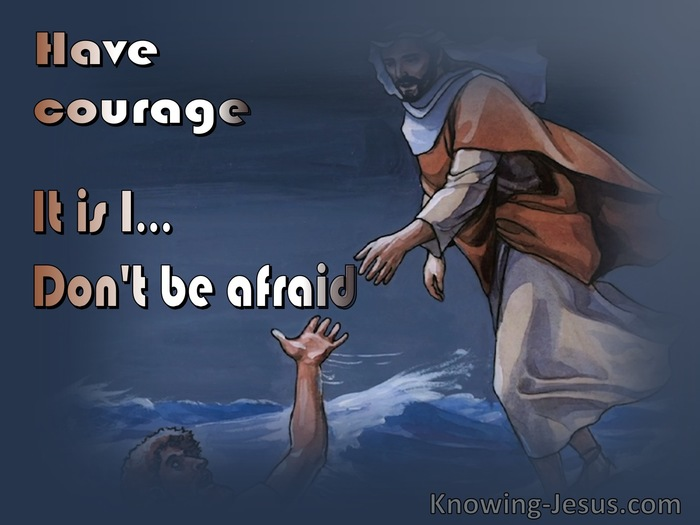 Have
courage
It is I...
Don't be afraid
Knowing-Jesus.com